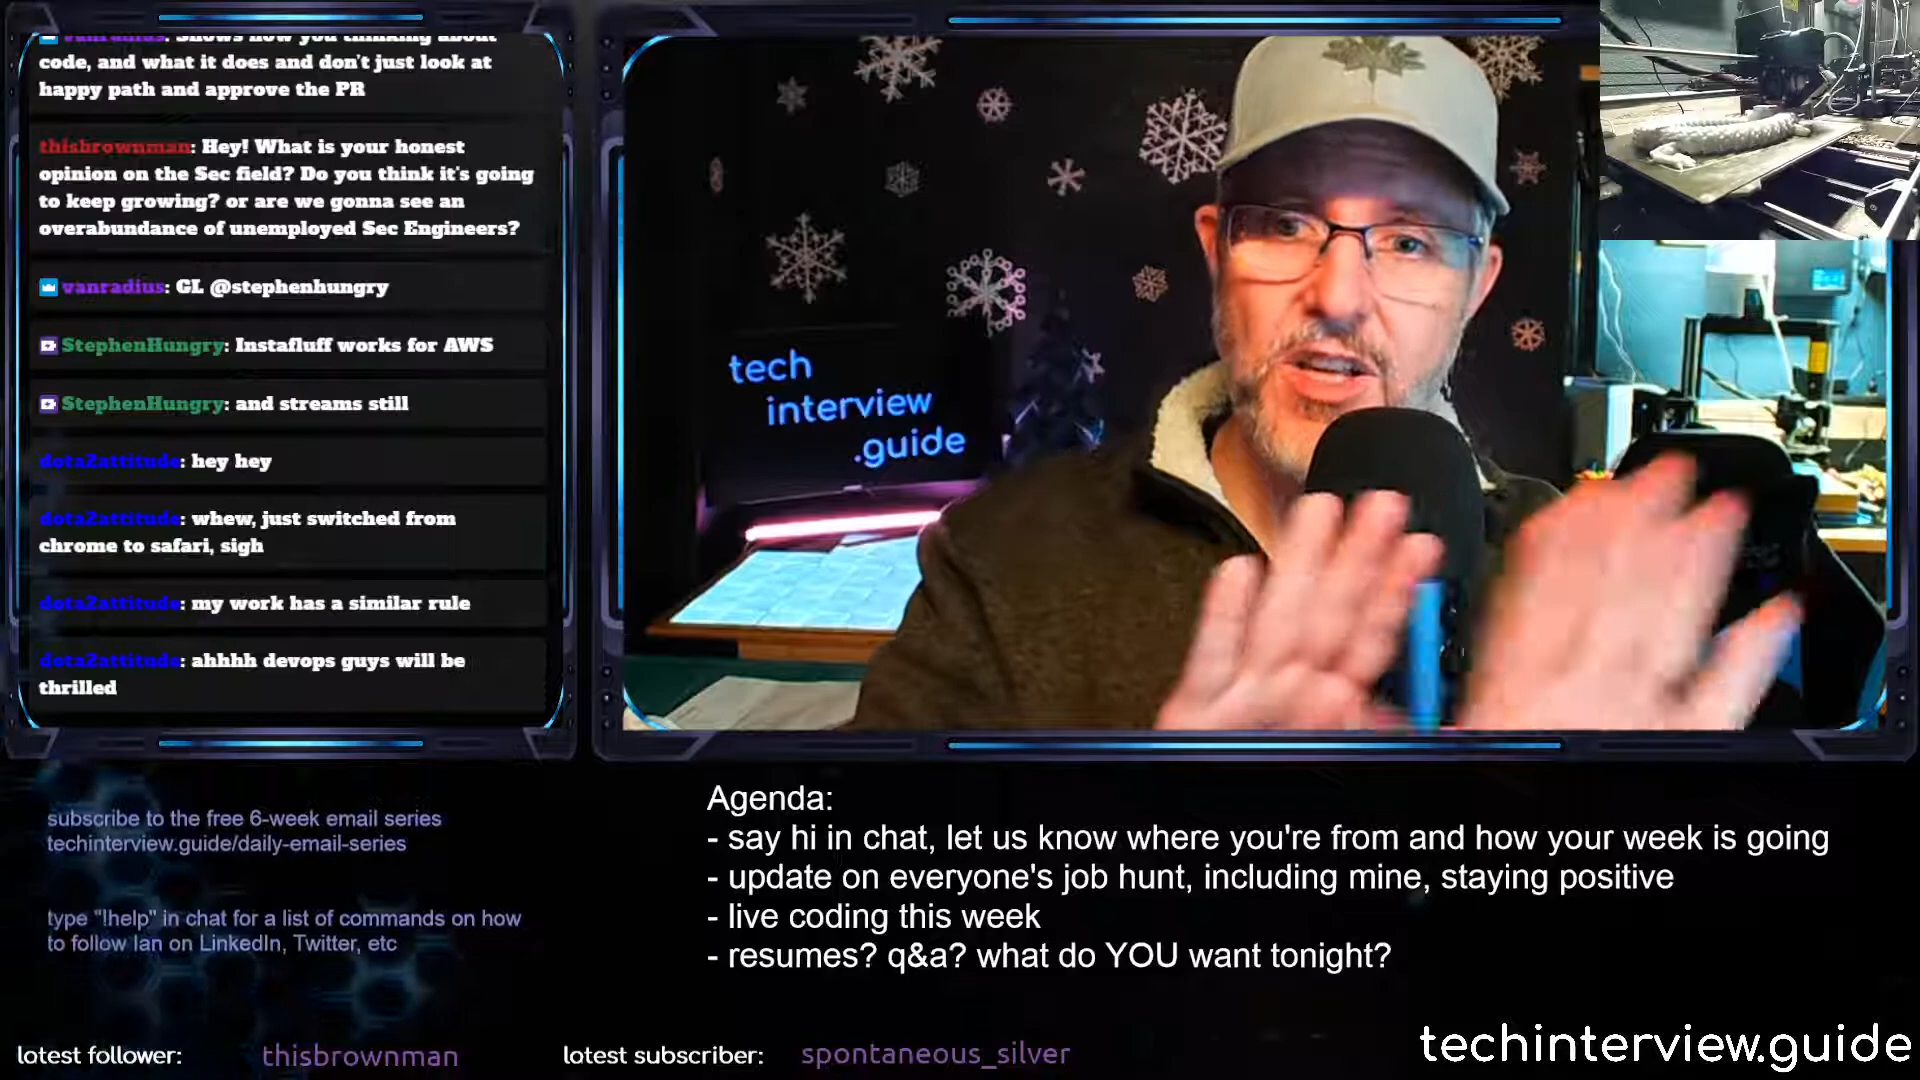 vanradius: Shows how you thinking about
code, and what it does and don't just look at
happy path and approve the PR
thisbrownman: Hey! What is your honest
opinion on the Sec field? Do you think it's going
to keep growing? or are we gonna see an
overabundance of unemployed Sec Engineers?
vanradius: GL @stephenhungry
StephenHungry: Instafluff works for AWS
StephenHungry: and streams still
dota2attitude: hey hey
dota2attitude: whew, just switched from
chrome to safari, sigh
dota2attitude: my work has a similar rule
dota2attitude: ahhhh devops guys will be
thrilled
tech
interview
.guide
subscribe to the free 6-week email series
techinterview.guide/daily-email-series
type "!help" in chat for a list of commands on how
to follow Ian on LinkedIn, Twitter, etc
Agenda:
- say hi in chat, let us know where you're from and how your week is going
- update on everyone's job hunt, including mine, staying positive
- live coding this week
- resumes? q&a? what do YOU want tonight?
latest follower: thisbrownman
latest subscriber: spontaneous_silver
techinterview.guide